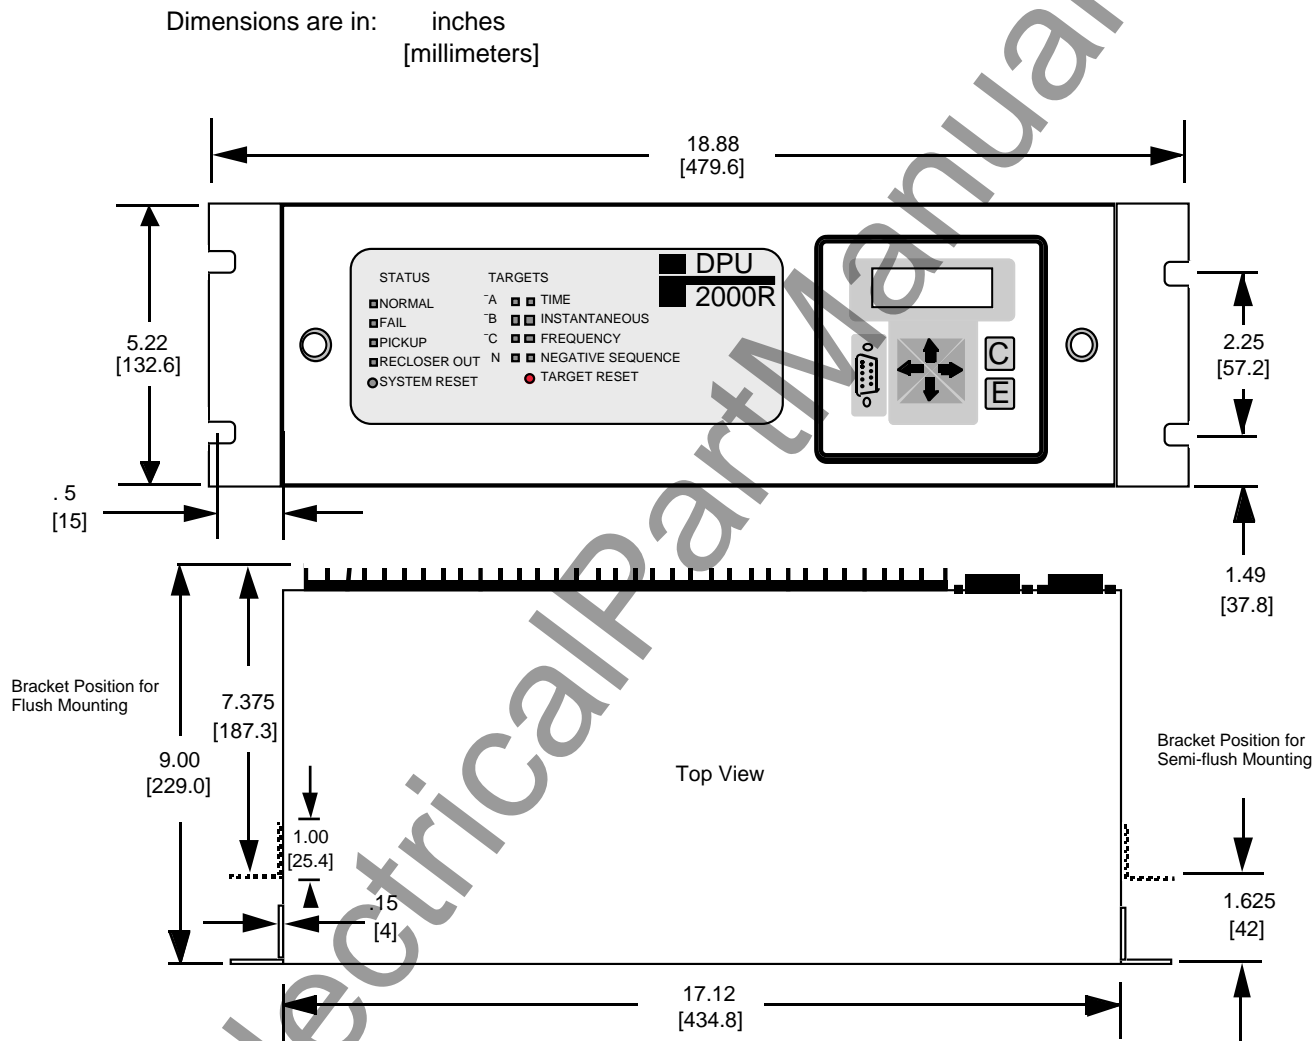 Dimensions are in: inches
[millimeters]
18.88
[479.6]
5.22
[132.6]
STATUS
NORMAL
FAIL
PICKUP
RECLOSER OUT
SYSTEM RESET
TARGETS
¯A TIME
¯B INSTANTANEOUS
¯C FREQUENCY
N NEGATIVE SEQUENCE
TARGET RESET
DPU
2000R
C
E
2.25
[57.2]
. 5
[15]
1.49
[37.8]
Bracket Position for
Flush Mounting
7.375
[187.3]
9.00
[229.0]
1.00
[25.4]
.15
[4]
Top View
Bracket Position for
Semi-flush Mounting
1.625
[42]
17.12
[434.8]
lectricalPartManual